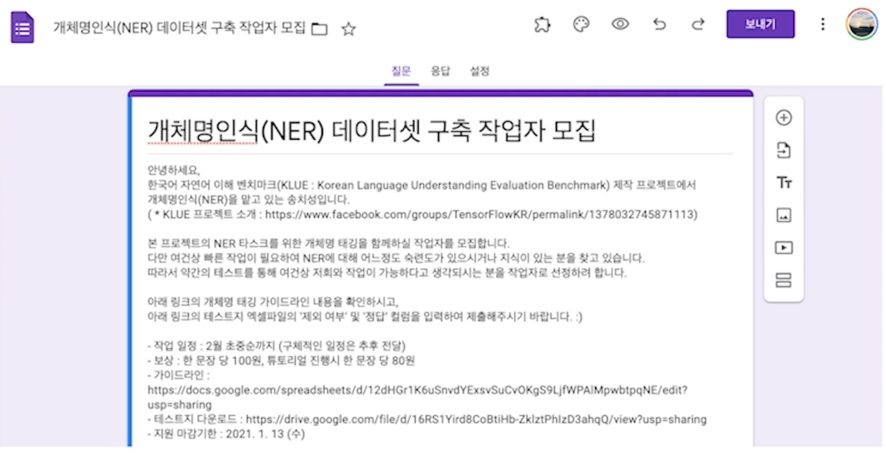 개체명인식(NER) 데이터셋 구축 작업자 모집
보내기
질문 응답 설정
개체명인식(NER) 데이터셋 구축 작업자 모집
안녕하세요,
한국어 자연어 이해 벤치마크(KLUE : Korean Language Understanding Evaluation Benchmark) 제작 프로젝트에서
개체명인식(NER)을 맡고 있는 송치성입니다.
( * KLUE 프로젝트 소개 : https://www.facebook.com/groups/TensorFlowKR/permalink/1378032745871113)
본 프로젝트의 NER 타스크를 위한 개체명 태깅을 함께하실 작업자를 모집합니다.
다만 여건상 빠른 작업이 필요하여 NER에 대해 어느정도 숙련도가 있으시거나 지식이 있는 분을 찾고 있습니다.
따라서 약간의 테스트를 통해 여건상 저희와 작업이 가능하다고 생각되시는 분을 작업자로 선정하려 합니다.
아래 링크의 개체명 태깅 가이드라인 내용을 확인하시고,
아래 링크의 테스트지 엑셀파일의 '제외 여부' 및 '정답' 컬럼을 입력하여 제출해주시기 바랍니다. :)
- 작업 일정 : 2월 초중순까지 (구체적인 일정은 추후 전달)
- 보상 : 한 문장 당 100원, 튜토리얼 진행시 한 문장 당 80원
- 가이드라인 :
https://docs.google.com/spreadsheets/d/12dHGr1K6uSnvdYExsvSuCvOKgS9LjfWPAlMpwbtpqNE/edit?
usp=sharing
- 테스트지 다운로드 : https://drive.google.com/file/d/16RS1Yird8CoBtiHb-ZklztPhIzD3ahqQ/view?usp=sharing
- 지원 마감기한 : 2021. 1. 13 (수)
Tт